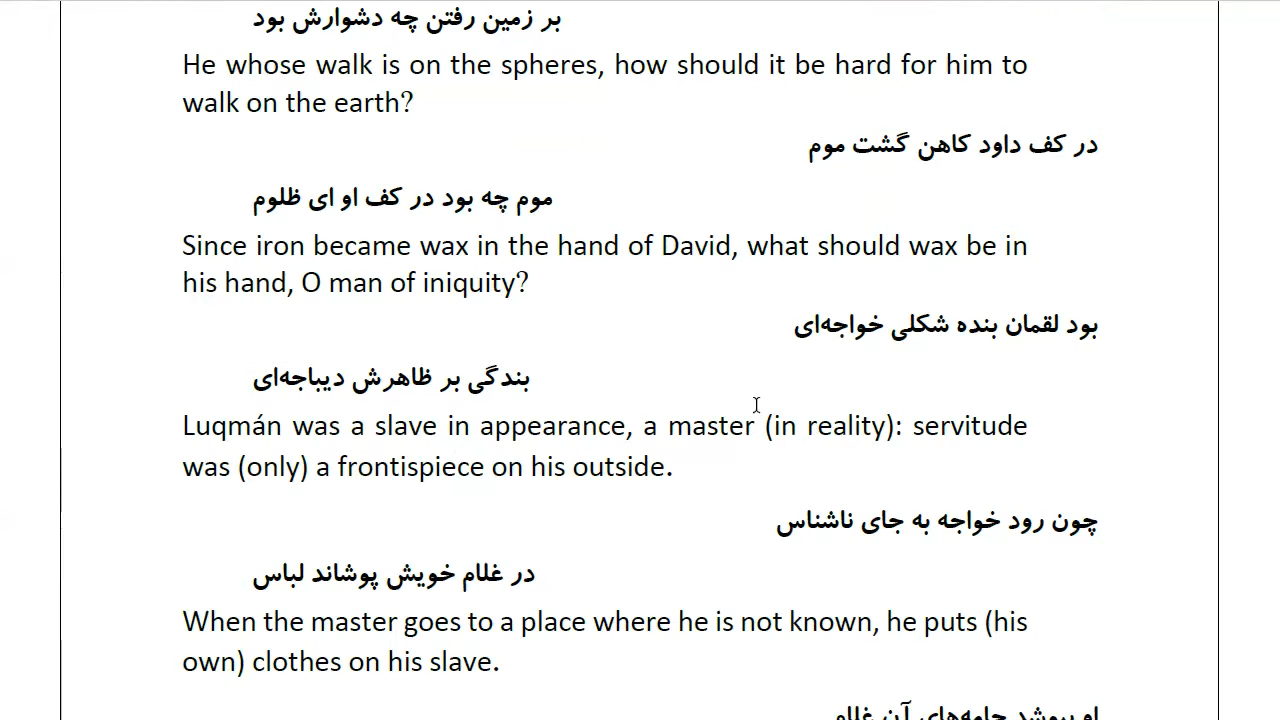 بر زمین رفتن چه دشوارش بود
He whose walk is on the spheres, how should it be hard for him to
walk on the earth?
در کف داود کاهن گشت موم
موم چه بود در کف او ای ظلوم
Since iron became wax in the hand of David, what should wax be in
his hand, O man of iniquity?
بود لقمان بنده شکلی خواجه‌ای
بندگی بر ظاهرش دیباجه‌ای
Luqmán was a slave in appearance, a master (in reality): servitude
was (only) a frontispiece on his outside.
چون رود خواجه به جای ناشناس
در غلام خویش پوشاند لباس
When the master goes to a place where he is not known, he puts (his
own) clothes on his slave.
او بپوشد جامه‌های آن غلام